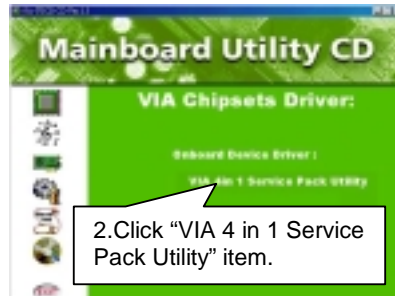 Mainboard Utility CD
VIA Chipsets Driver:
Onboard Device Driver :
VIA 4in 1 Service Pack Utility
2.Click “VIA 4 in 1 Service
Pack Utility” item.